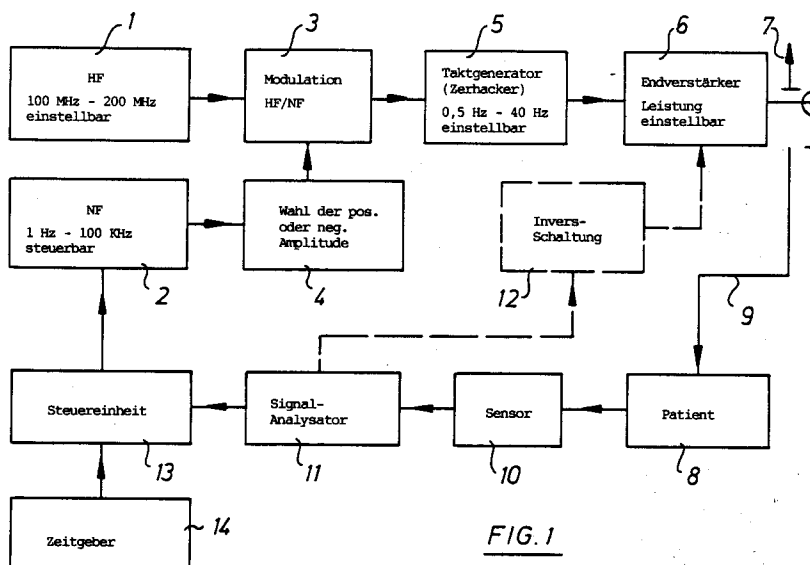 1
HF
100 MHz - 200 MHz
einstellbar
3
Modulation
HF/NF
5
Taktgenerator
(Zerhacker)
0,5 Hz - 40 Hz
einstellbar
6
Endverstärker
Leistung
einstellbar
7
NF
1 Hz - 100 KHz
steuerbar
2
Wahl der pos.
oder neg.
Amplitude
4
Invers-
Schaltung
12
9
Steuereinheit
13
Signal-
Analysator
11
Sensor
10
Patient
8
Zeitgeber
14
FIG.1